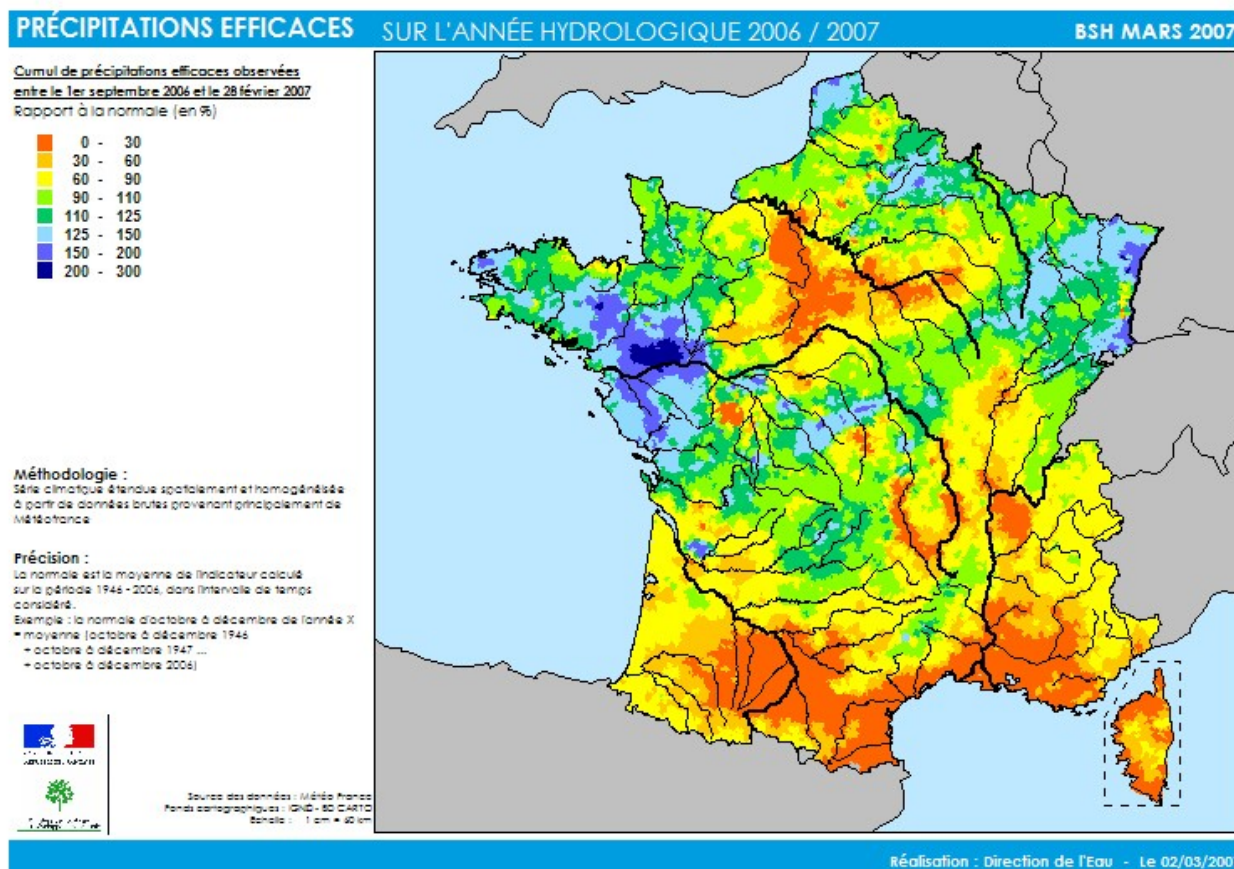 PRÉCIPITATIONS EFFICACES SUR L'ANNÉE HYDROLOGIQUE 2006 / 2007 BSH MARS 2007
Cumul de précipitations efficaces observées
entre le 1er septembre 2006 et le 28 février 2007
Rapport à la normale (en %)
0 - 30
30 - 60
60 - 90
90 - 110
110 - 125
125 - 150
150 - 200
200 - 300
Méthodologie :
Série climatique étendue spatialement et homogénéisée
à partir de données brutes provenant principalement de
Météofrance
Précision :
La normale est la moyenne de l'indicateur calculé
sur la période 1946 - 2006, dans l'intervalle de temps
considéré.
Exemple : la normale d'octobre à décembre de l'année X
= moyenne (octobre à décembre 1946
+ octobre à décembre 1947 ...
+ octobre à décembre 2006)
Source des données : Météo France
Fonds cartographiques : IGN© - BD CARTO
Echelle : 1 cm = 60 km
Réalisation : Direction de l'Eau - Le 02/03/2007